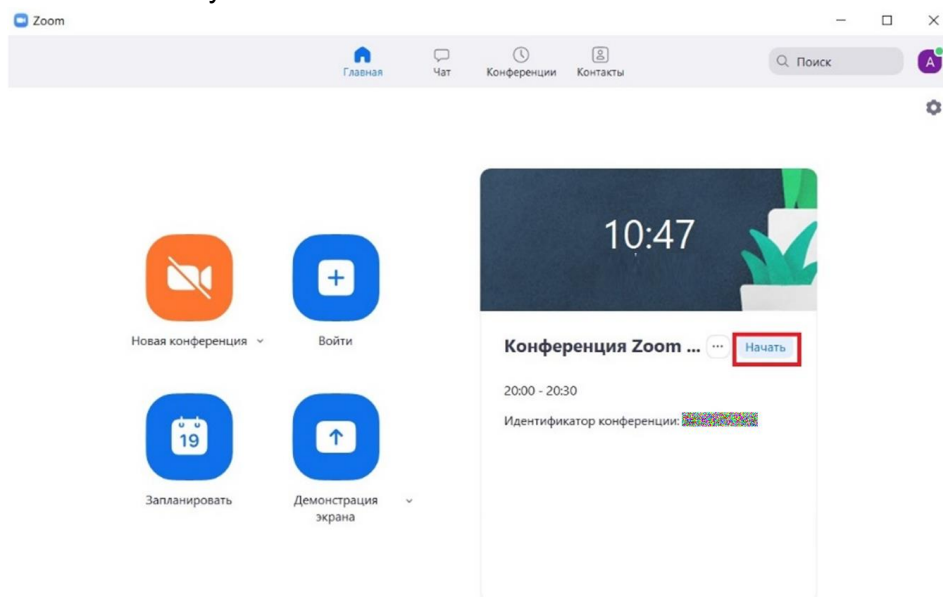 Zoom
Главная
Чат
Конференции
Контакты
Поиск
A
10:47
Новая конференция
Войти
Конференция Zoom ... ... Начать
20:00 - 20:30
Идентификатор конференции:
19
Запланировать
Демонстрация
экрана